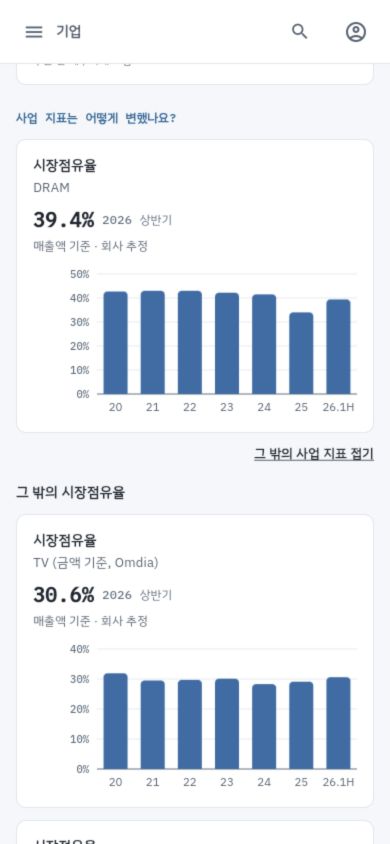 기업
사업 지표는 어떻게 변했나요?
시장점유율
DRAM
39.4% 2026 상반기
매출액 기준 · 회사 추정
50%
40%
30%
20%
10%
0%
20 21 22 23 24 25 26.1H
그 밖의 사업 지표 접기
그 밖의 시장점유율
시장점유율
TV (금액 기준, Omdia)
30.6% 2026 상반기
매출액 기준 · 회사 추정
40%
30%
20%
10%
0%
20 21 22 23 24 25 26.1H